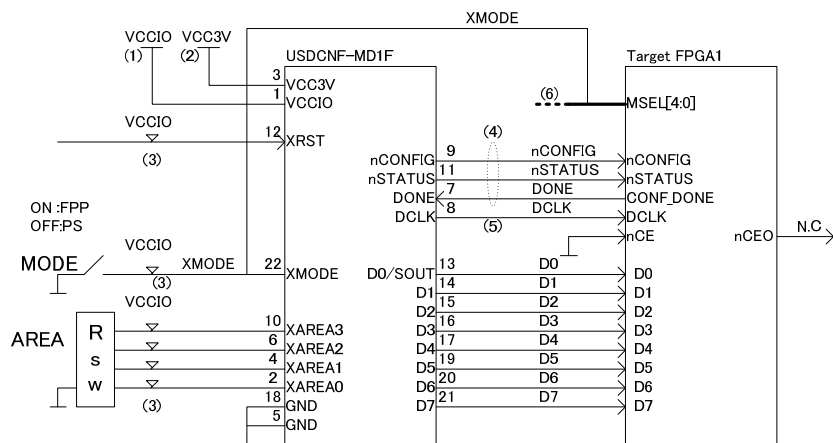 XMODE
VCCIO VCC3V
(1) (2)
USDCNF-MD1F
Target FPGA1
3 VCC3V
1 VCCIO
(6) MSEL[4:0]
VCCIO
12 XRST
(3)
(4)
nCONFIG 9 nCONFIG nCONFIG
nSTATUS 11 nSTATUS nSTATUS
DONE 7 DONE CONF_DONE
DCLK 8 DCLK DCLK
(5)
nCE nCEO N.C
ON :FPP
OFF:PS
VCCIO
MODE XMODE 22 XMODE
(3)
D0/SOUT 13 D0 D0
D1 14 D1 D1
D2 15 D2 D2
D3 16 D3 D3
D4 17 D4 D4
D5 19 D5 D5
D6 20 D6 D6
D7 21 D7 D7
VCCIO
AREA
R
s
w
10 XAREA3
6 XAREA2
4 XAREA1
2 XAREA0
(3)
18 GND
5 GND